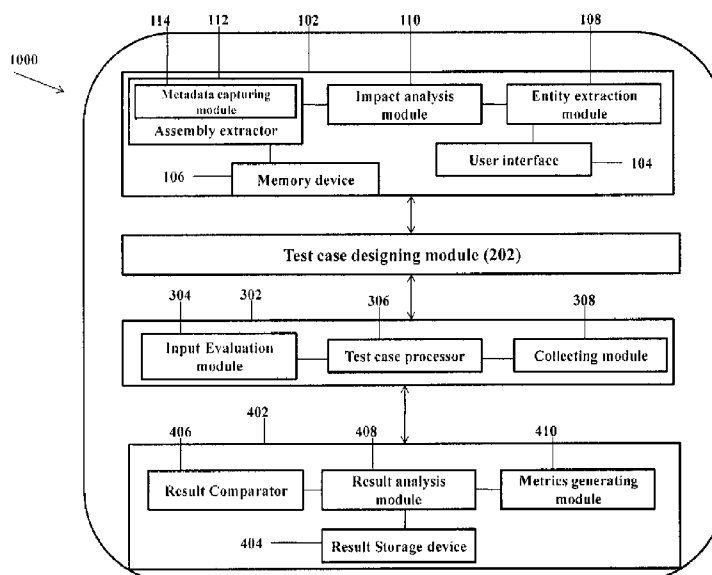 114 112 102 110 108
1000
Metadata capturing
module
Assembly extractor
Impact analysis
module
Entity extraction
module
User interface
104
106
Memory device
Test case designing module (202)
304 302 306 308
Input Evaluation
module
Test case processor
Collecting module
402
406 408 410
Result Comparator
Result analysis
module
Metrics generating
module
404
Result Storage device